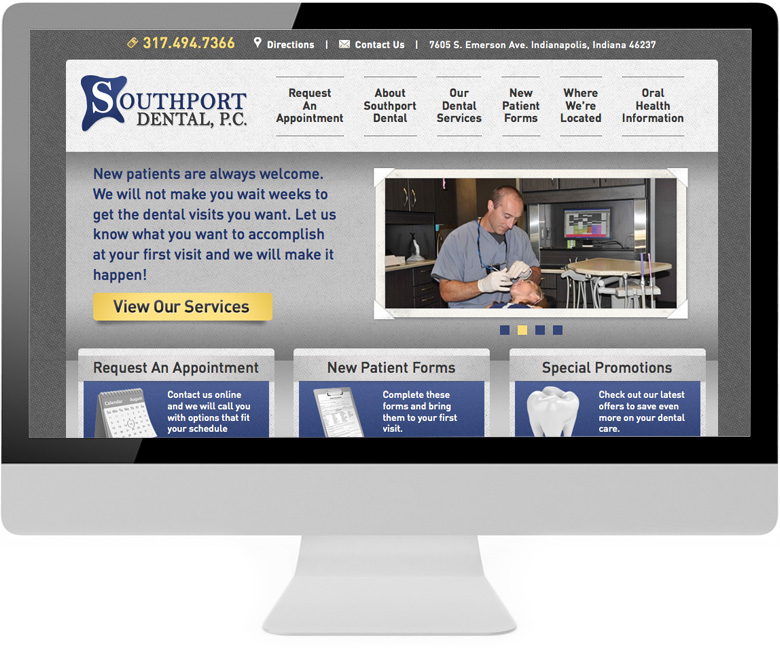 317.494.7366 Directions | Contact Us | 7605 S. Emerson Ave. Indianapolis, Indiana 46237
SOUTHPORT
DENTAL, P.C.
Request
An
Appointment
About
Southport
Dental
Our
Dental
Services
New
Patient
Forms
Where
We're
Located
Oral
Health
Information
New patients are always welcome.
We will not make you wait weeks to
get the dental visits you want. Let us
know what you want to accomplish
at your first visit and we will make it
happen!
View Our Services
Request An Appointment
Calendar August
Contact us online
and we will call you
with options that fit
your schedule
New Patient Forms
Complete these
forms and bring
them to your first
visit.
Special Promotions
Check out our latest
offers to save even
more on your dental
care.